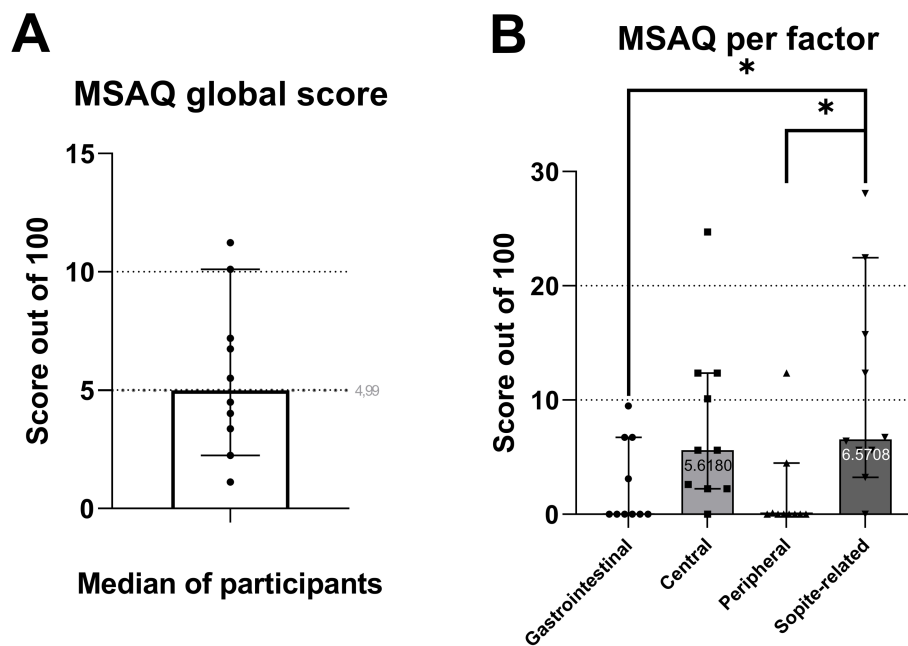 A
MSAQ global score
15
10
5
0
Score out of 100
4,99
Median of participants
B
MSAQ per factor
*
*
30
20
10
0
Score out of 100
5.6180
6.5708
Gastrointestinal
Central
Peripheral
Sopite-related